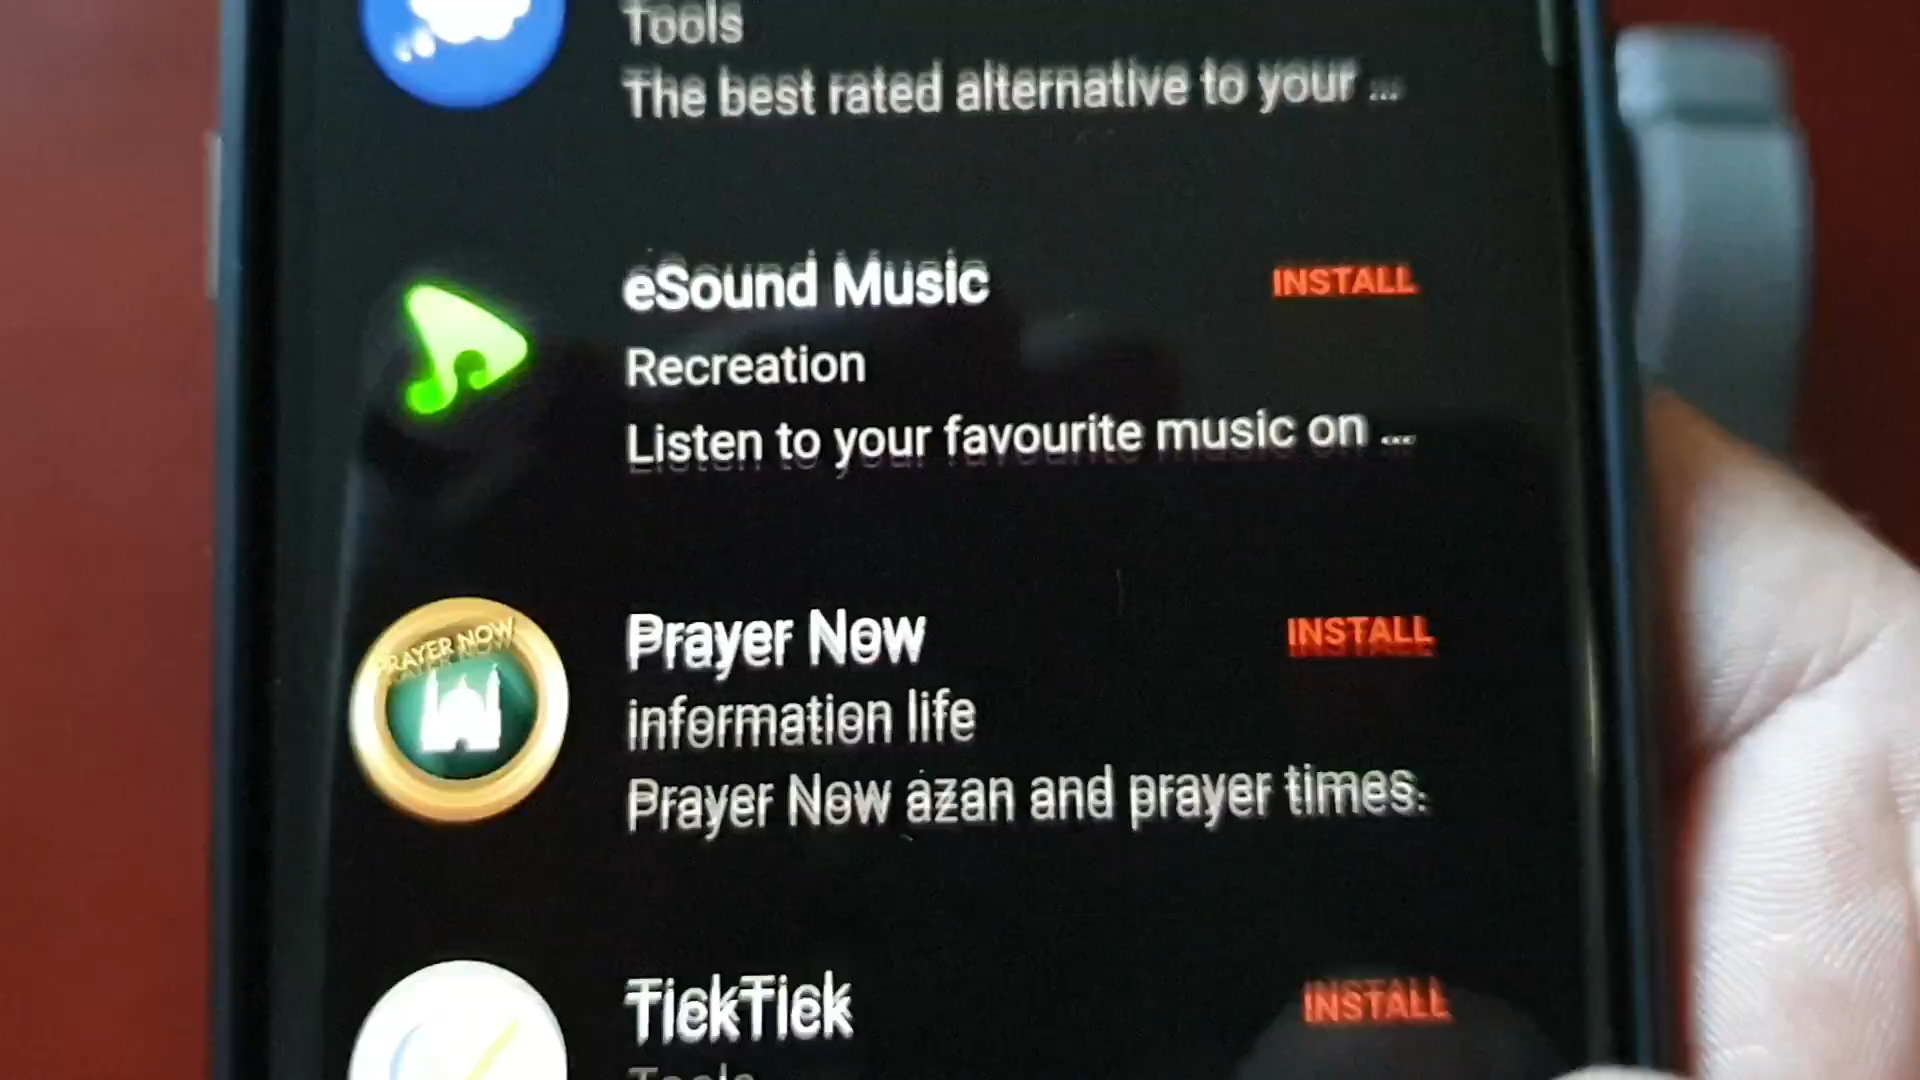 Tools
The best rated alternative to your ...
eSound Music
INSTALL
Recreation
Listen to your favourite music on ...
PRAYER NOW
Prayer Now
INSTALL
information life
Prayer Now azan and prayer times.
TickTick
INSTALL
Tools